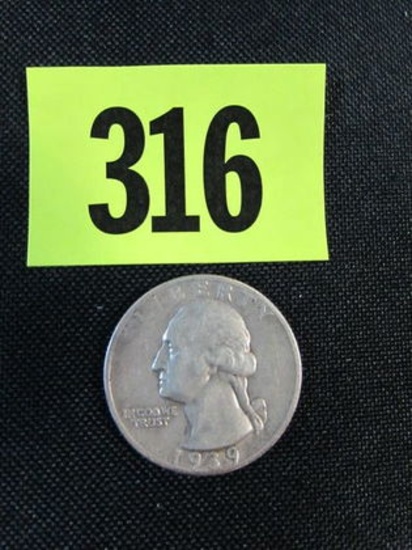 316
LIBERTY
IN GOD WE
TRUST
1939